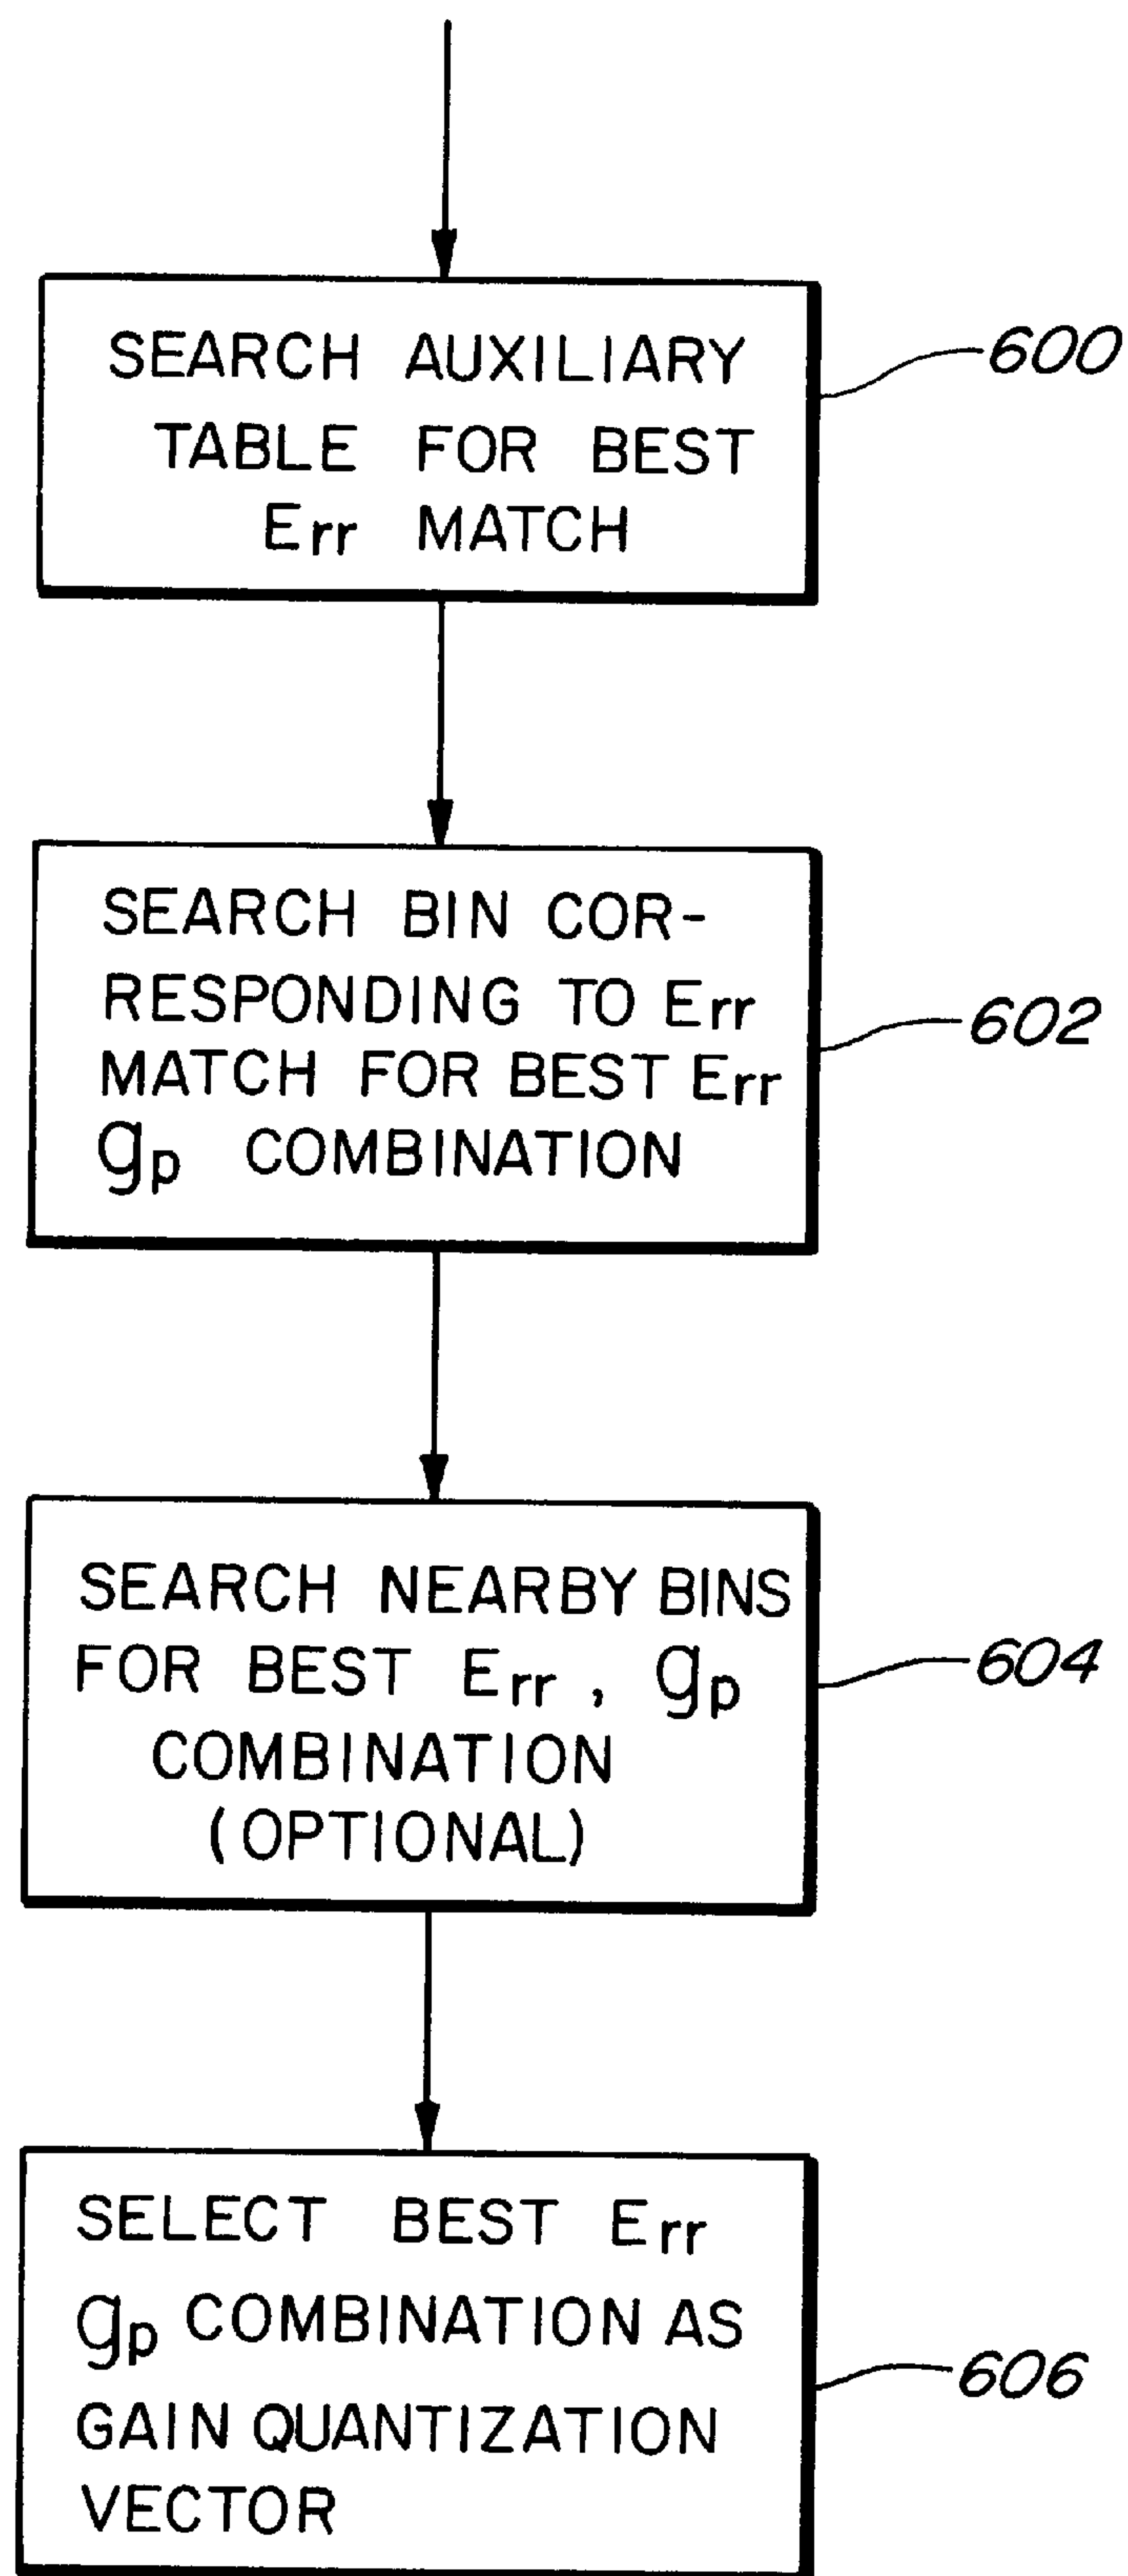 SEARCH AUXILIARY
TABLE FOR BEST
Err MATCH
600
SEARCH BIN COR-
RESPONDING TO Err
MATCH FOR BEST Err
gp COMBINATION
602
SEARCH NEARBY BINS
FOR BEST Err, gp
COMBINATION
(OPTIONAL)
604
SELECT BEST Err
gp COMBINATION AS
GAIN QUANTIZATION
VECTOR
606